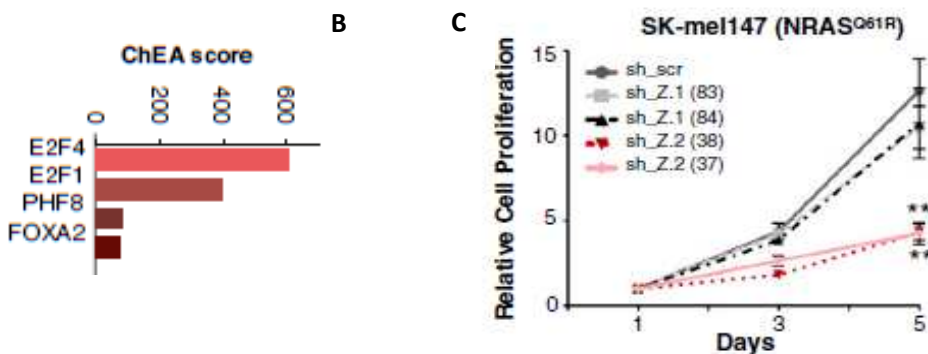 B
ChEA score
0 200 400 600
E2F4
E2F1
PHF8
FOXA2
C
SK-mel147 (NRASQ61R)
Relative Cell Proliferation
15
10
5
0
sh_scr
sh_Z.1 (83)
sh_Z.1 (84)
sh_Z.2 (38)
sh_Z.2 (37)
**
**
1 3 5
Days